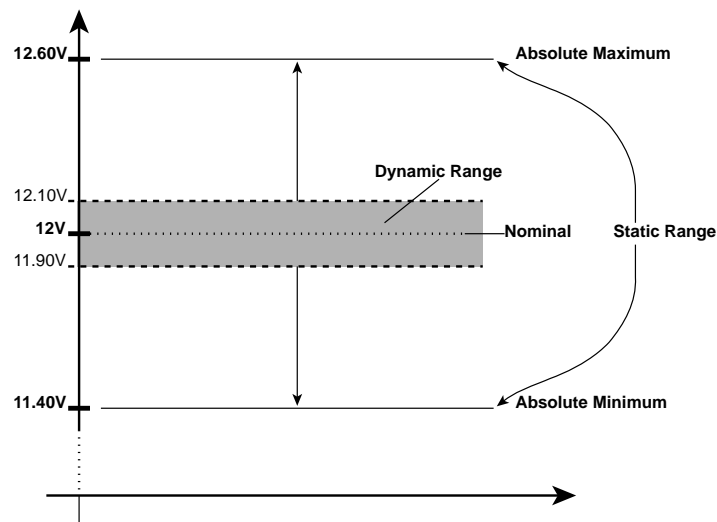 12.60V
Absolute Maximum
Dynamic Range
12.10V
12V
Nominal
Static Range
11.90V
11.40V
Absolute Minimum